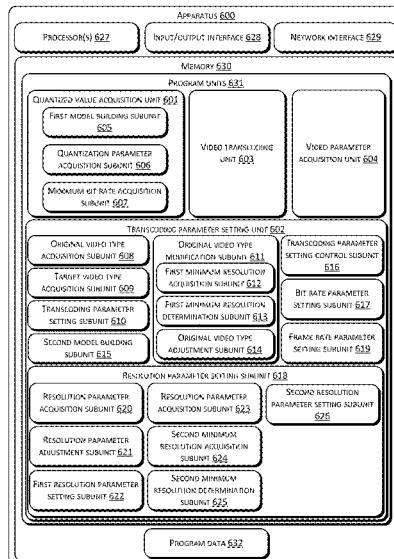 APPARATUS 600
PROCESSOR(S) 627
INPUT/OUTPUT INTERFACE 628
NETWORK INTERFACE 629
MEMORY 630
PROGRAM UNITS 631
QUANTIZED VALUE ACQUISITION UNIT 601
FIRST MODEL BUILDING SUBUNIT
605
QUANTIZATION PARAMETER
ACQUISITION SUBUNIT 606
MINIMUM BIT RATE ACQUISITION
SUBUNIT 607
VIDEO TRANSCODING
UNIT 603
VIDEO PARAMETER
ACQUISITION UNIT 604
TRANSCODING PARAMETER SETTING UNIT 602
ORIGINAL VIDEO TYPE
ACQUISITION SUBUNIT 608
TARGET VIDEO TYPE
ACQUISITION SUBUNIT 609
TRANSCODING PARAMETER
SETTING SUBUNIT 610
SECOND MODEL BUILDING
SUBUNIT 615
ORIGINAL VIDEO TYPE
MODIFICATION SUBUNIT 611
FIRST MINIMUM RESOLUTION
ACQUISITION SUBUNIT 612
FIRST MINIMUM RESOLUTION
DETERMINATION SUBUNIT 613
ORIGINAL VIDEO TYPE
ADJUSTMENT SUBUNIT 614
TRANSCODING PARAMETER
SETTING CONTROL SUBUNIT
616
BIT RATE PARAMETER
SETTING SUBUNIT 617
FRAME RATE PARAMETER
SETTING SUBUNIT 619
RESOLUTION PARAMETER SETTING SUBUNIT 618
RESOLUTION PARAMETER
ACQUISITION SUBUNIT 620
RESOLUTION PARAMETER
ADJUSTMENT SUBUNIT 621
FIRST RESOLUTION PARAMETER
SETTING SUBUNIT 622
RESOLUTION PARAMETER
ACQUISITION SUBUNIT 623
SECOND MINIMUM
RESOLUTION ACQUISITION
SUBUNIT 624
SECOND MINIMUM
RESOLUTION DETERMINATION
SUBUNIT 625
SECOND RESOLUTION
PARAMETER SETTING SUBUNIT
626
PROGRAM DATA 632